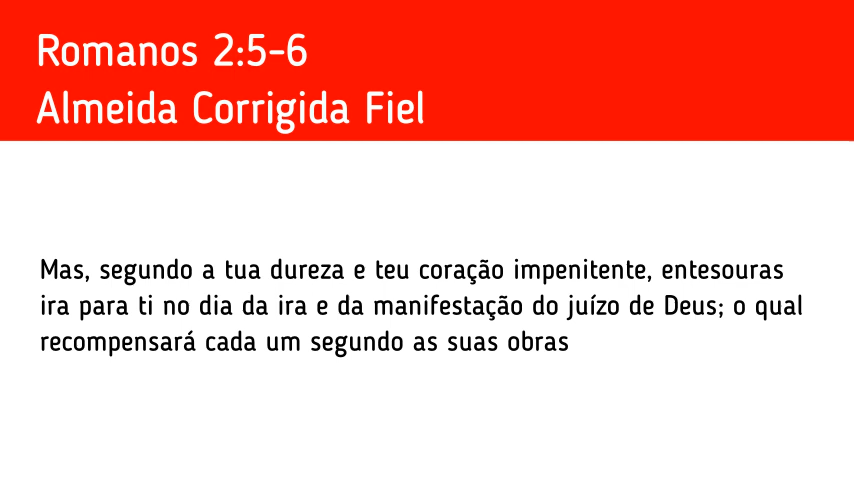 Romanos 2:5-6
Almeida Corrigida Fiel
Mas, segundo a tua dureza e teu coração impenitente, entesouras
ira para ti no dia da ira e da manifestação do juízo de Deus; o qual
recompensará cada um segundo as suas obras